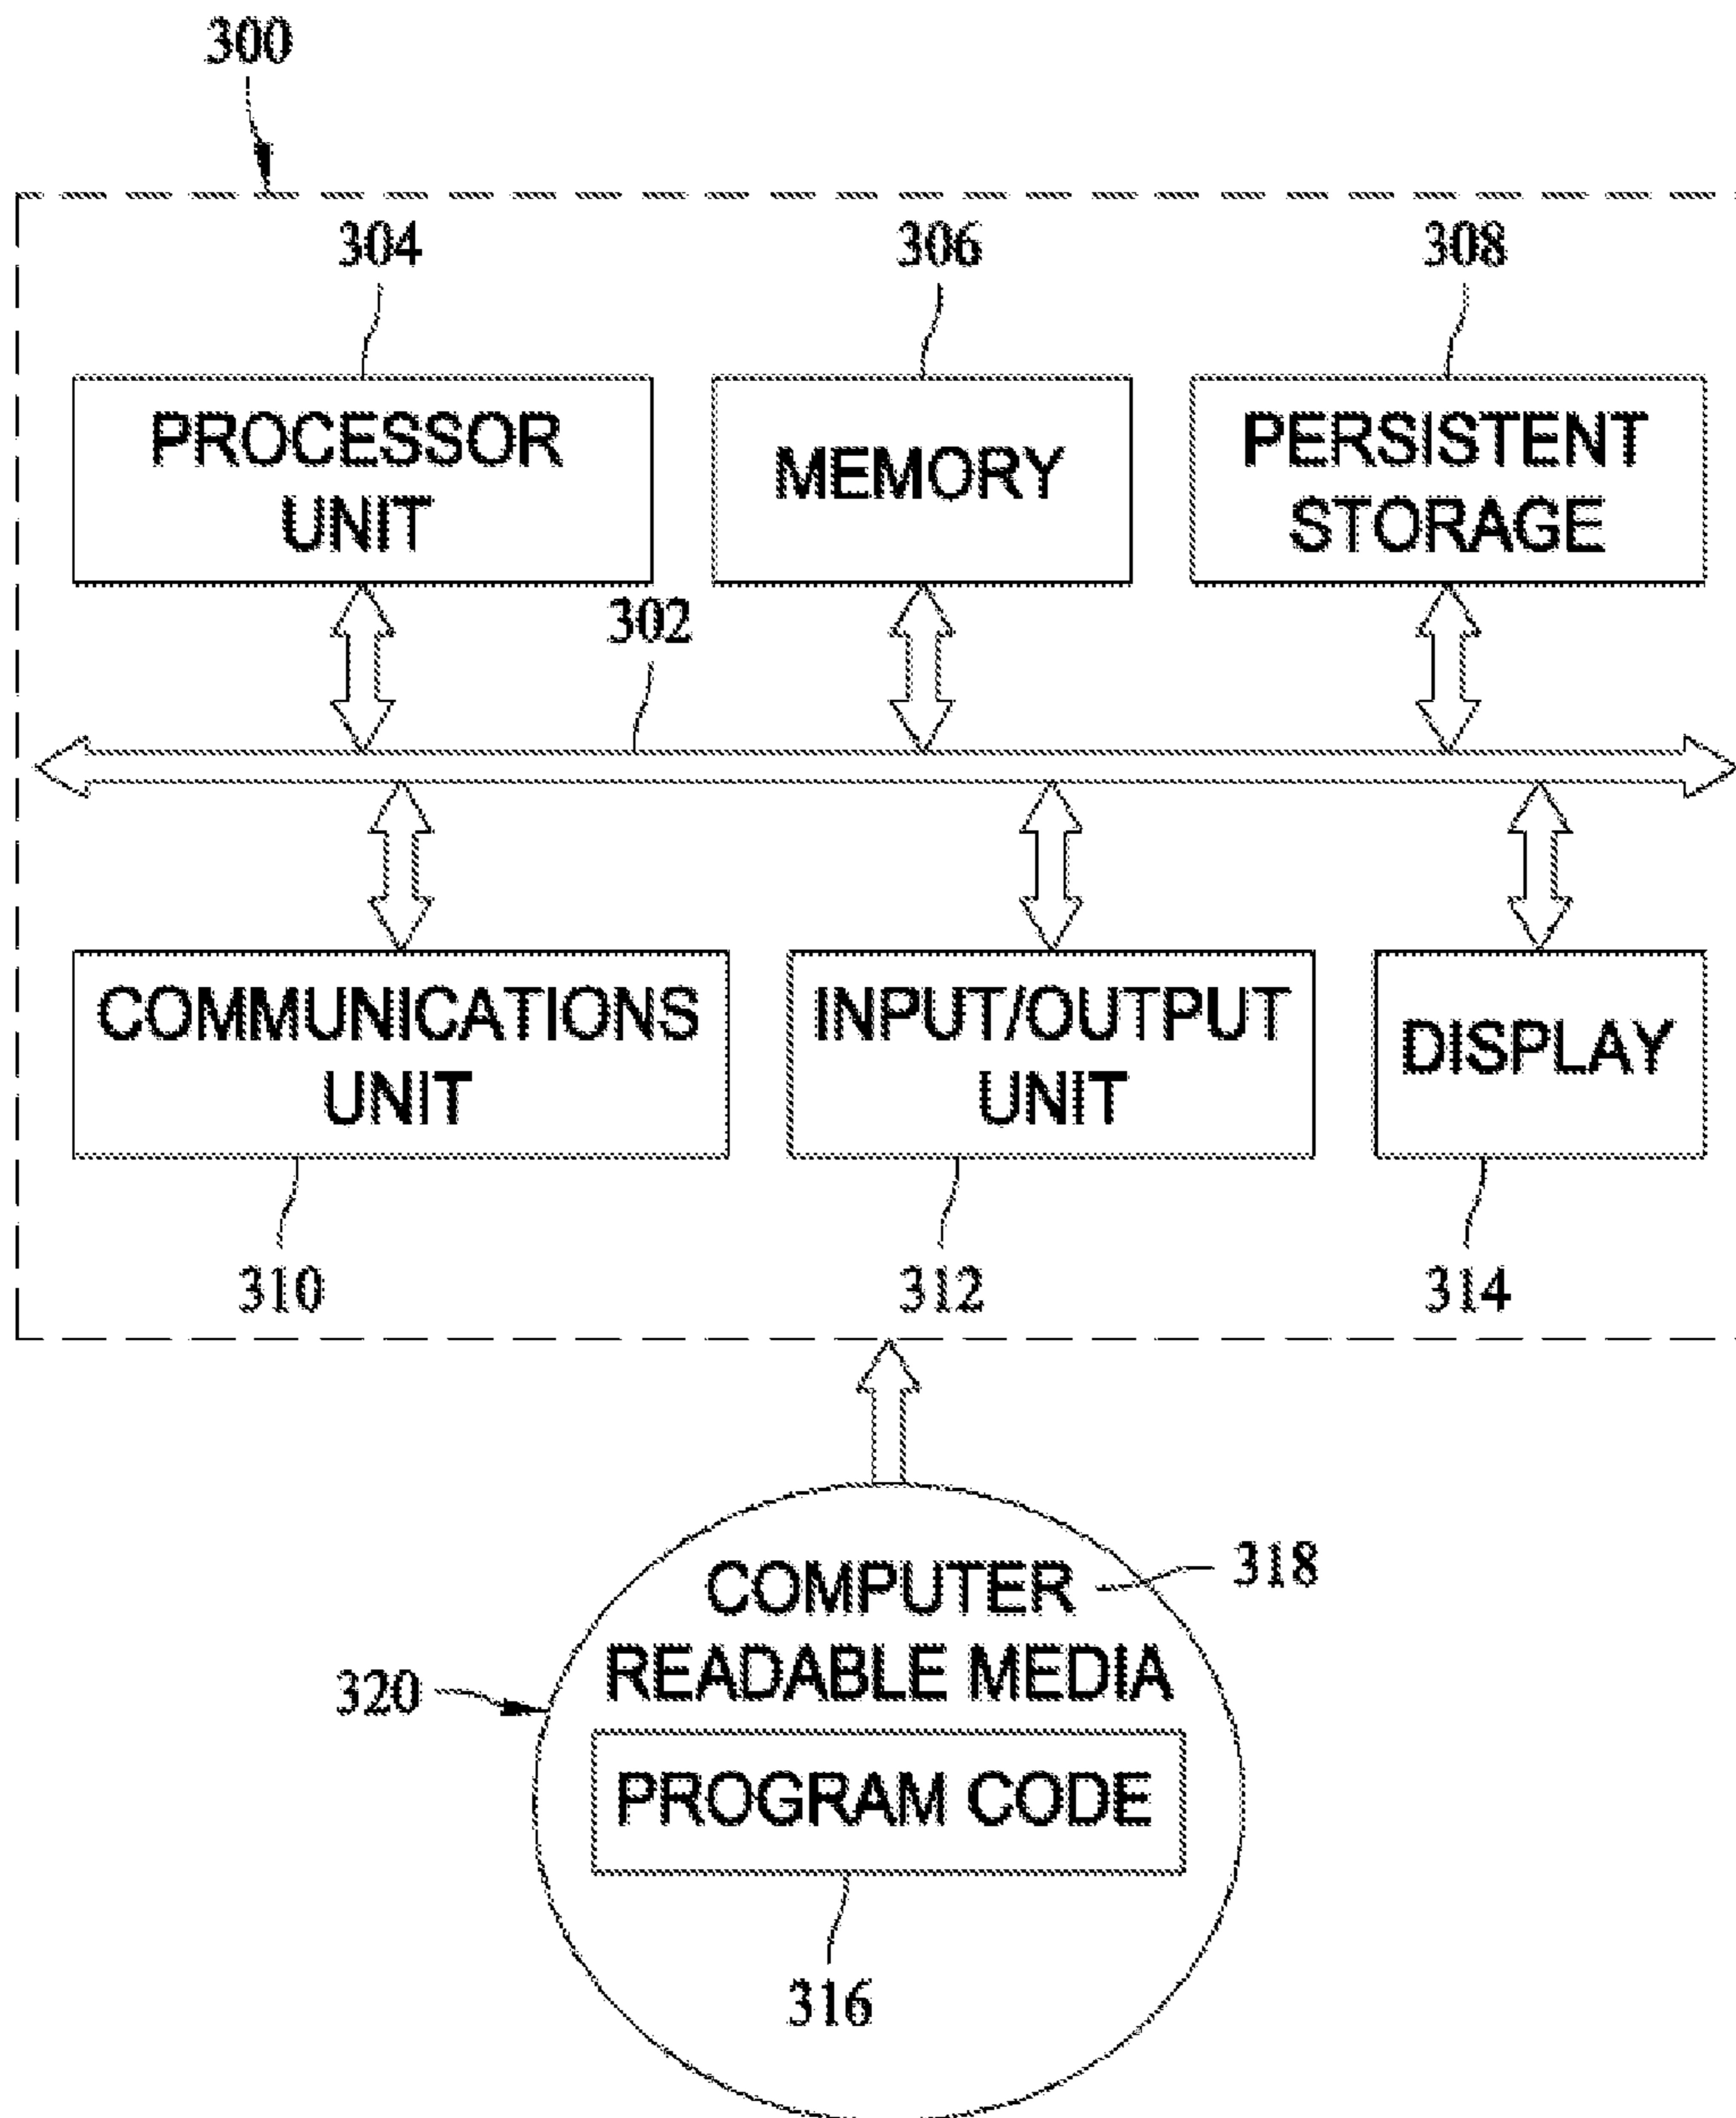 300
304
306
308
PROCESSOR
UNIT
MEMORY
PERSISTENT
STORAGE
302
COMMUNICATIONS
UNIT
INPUT/OUTPUT
UNIT
DISPLAY
310
312
314
COMPUTER
READABLE MEDIA
318
320
PROGRAM CODE
316